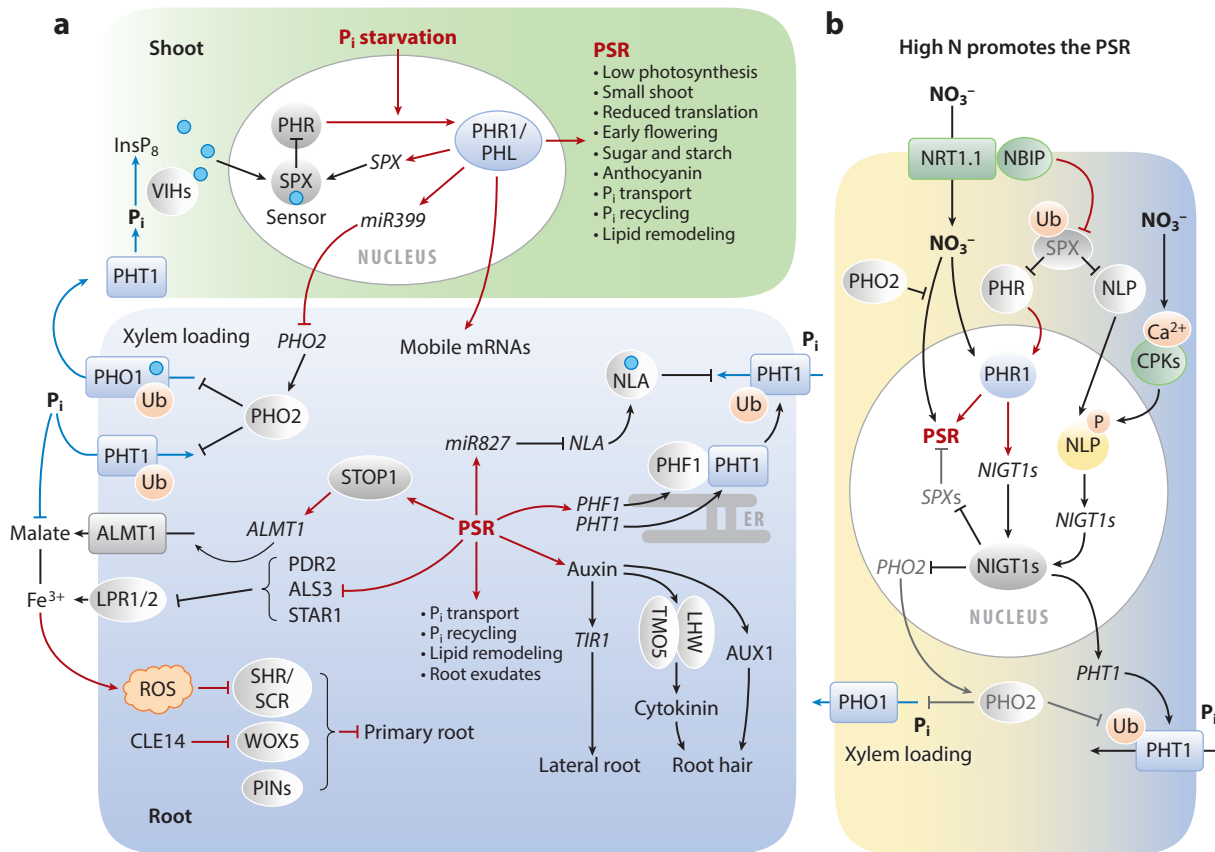 a
Shoot
P
i starvation
PSR
• Low photosynthesis
• Small shoot
• Reduced translation
• Early flowering
• Sugar and starch
• Anthocyanin
• Pi transport
• Pi recycling
• Lipid remodeling
PHR
PHR1/
PHL
InsP8
VIHs
SPX
SPX
Sensor
miR399
NUCLEUS
Pi
PHT1
Xylem loading
PHO2
Mobile mRNAs
Pi
PHO1
Ub
NLA
PHT1
Ub
Pi
PHO2
PHT1
Ub
miR827
NLA
STOP1
PHF1
PHT1
PHF1
PHT1
ER
Malate
ALMT1
ALMT1
PSR
Fe3+
LPR1/2
PDR2
ALS3
STAR1
Auxin
• Pi transport
• Pi recycling
• Lipid remodeling
• Root exudates
TIR1
TMO5
LHW
AUX1
ROS
SHR/
SCR
Cytokinin
CLE14
WOX5
Primary root
PINs
Lateral root
Root hair
Root
b
High N promotes the PSR
NO3−
NRT1.1
NBIP
Ub
SPX
NO3−
NO3−
PHO2
PHR
NLP
Ca2+
CPKs
PHR1
PSR
P
NLP
NIGT1s
SPXs
NIGT1s
PHO2
NIGT1s
NUCLEUS
PHT1
PHO1
Pi
PHO2
Ub
PHT1
Pi
Xylem loading